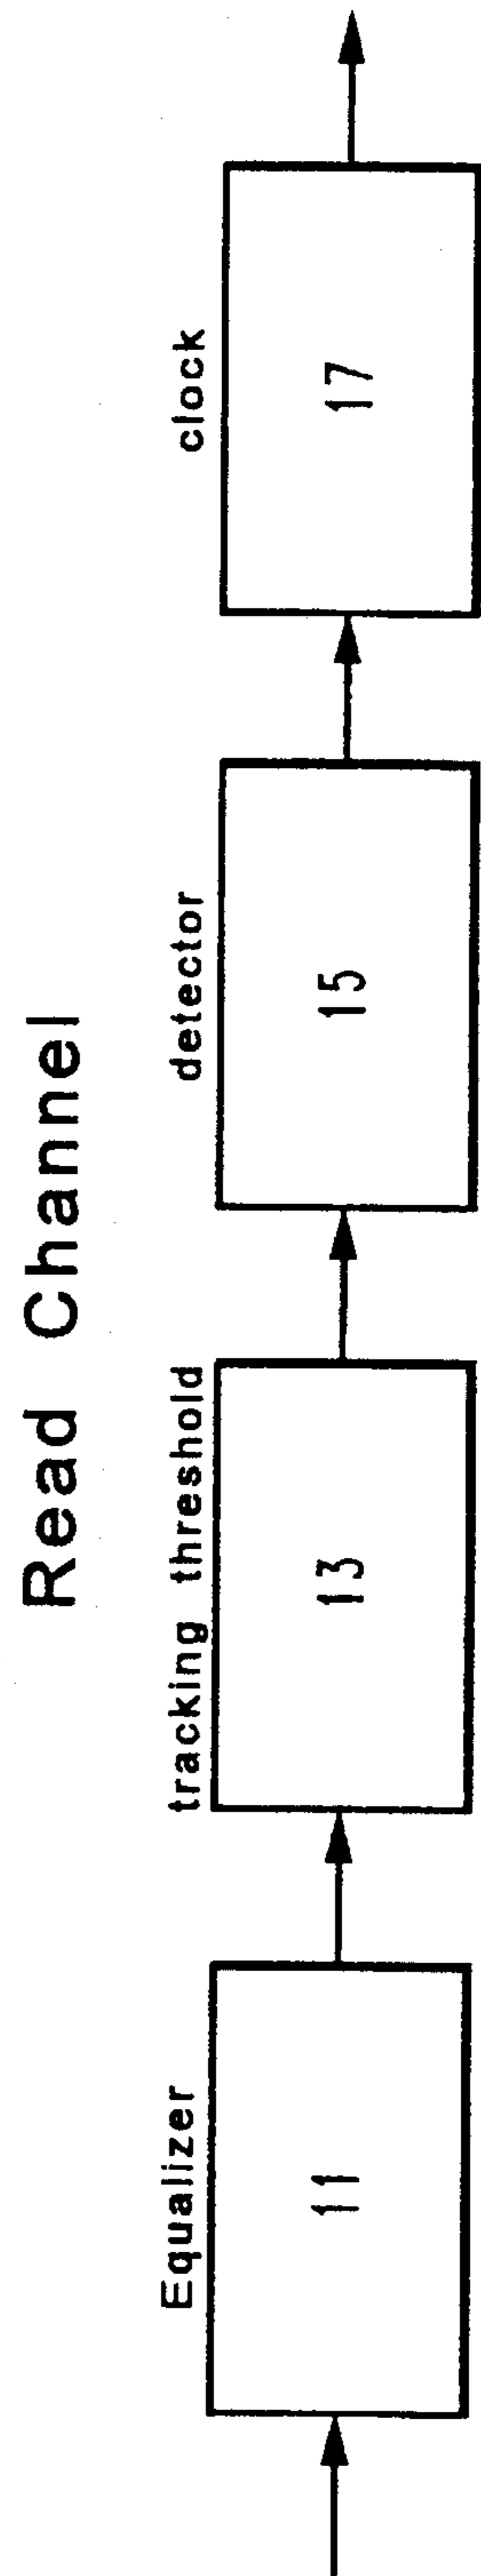 Read Channel
Equalizer
11
tracking threshold
13
detector
15
clock
17